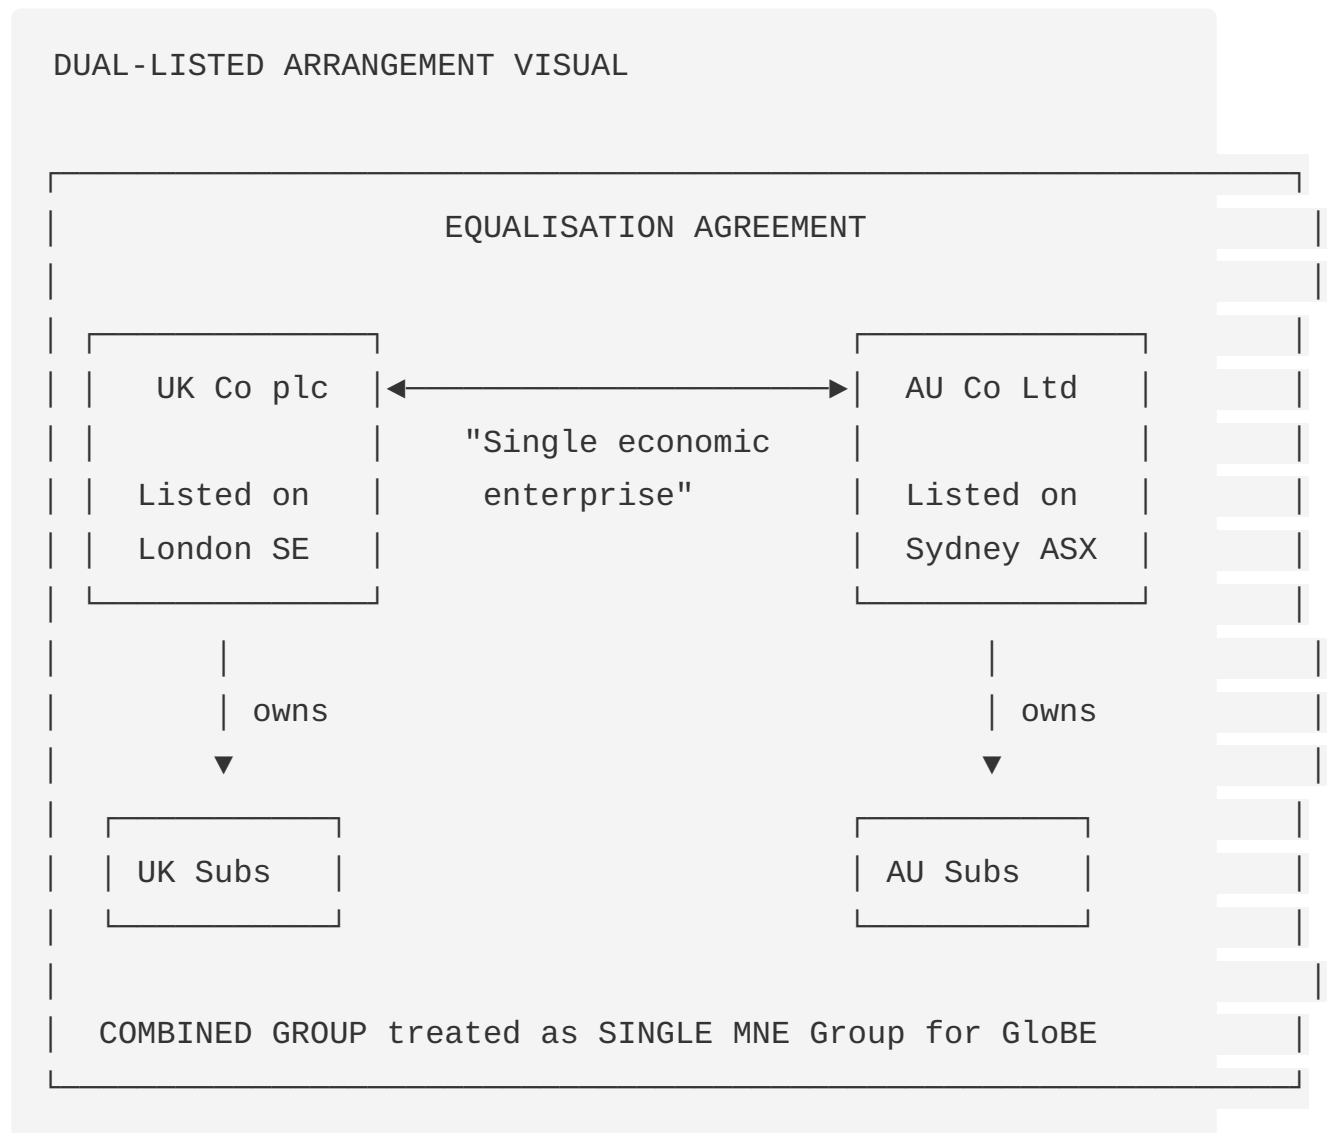 DUAL-LISTED ARRANGEMENT VISUAL
EQUALISATION AGREEMENT
UK Co plc AU Co Ltd
"Single economic
Listed on enterprise" Listed on
London SE Sydney ASX
owns owns
UK Subs AU Subs
COMBINED GROUP treated as SINGLE MNE Group for GloBE